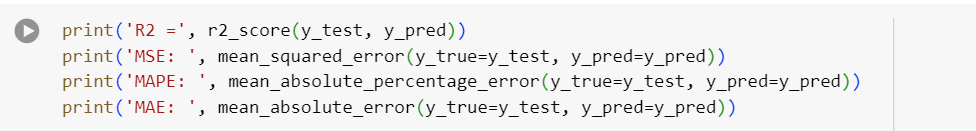 print('R2 =', r2_score(y_test, y_pred))
print('MSE: ', mean_squared_error(y_true=y_test, y_pred=y_pred))
print('MAPE: ', mean_absolute_percentage_error(y_true=y_test, y_pred=y_pred))
print('MAE: ', mean_absolute_error(y_true=y_test, y_pred=y_pred))